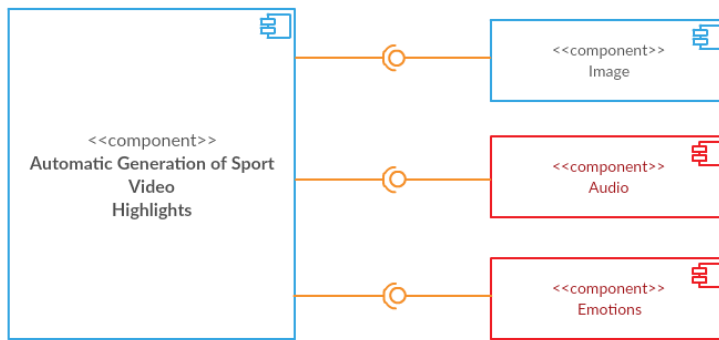 <<component>>
Automatic Generation of Sport
Video
Highlights
<<component>>
Image
<<component>>
Audio
<<component>>
Emotions